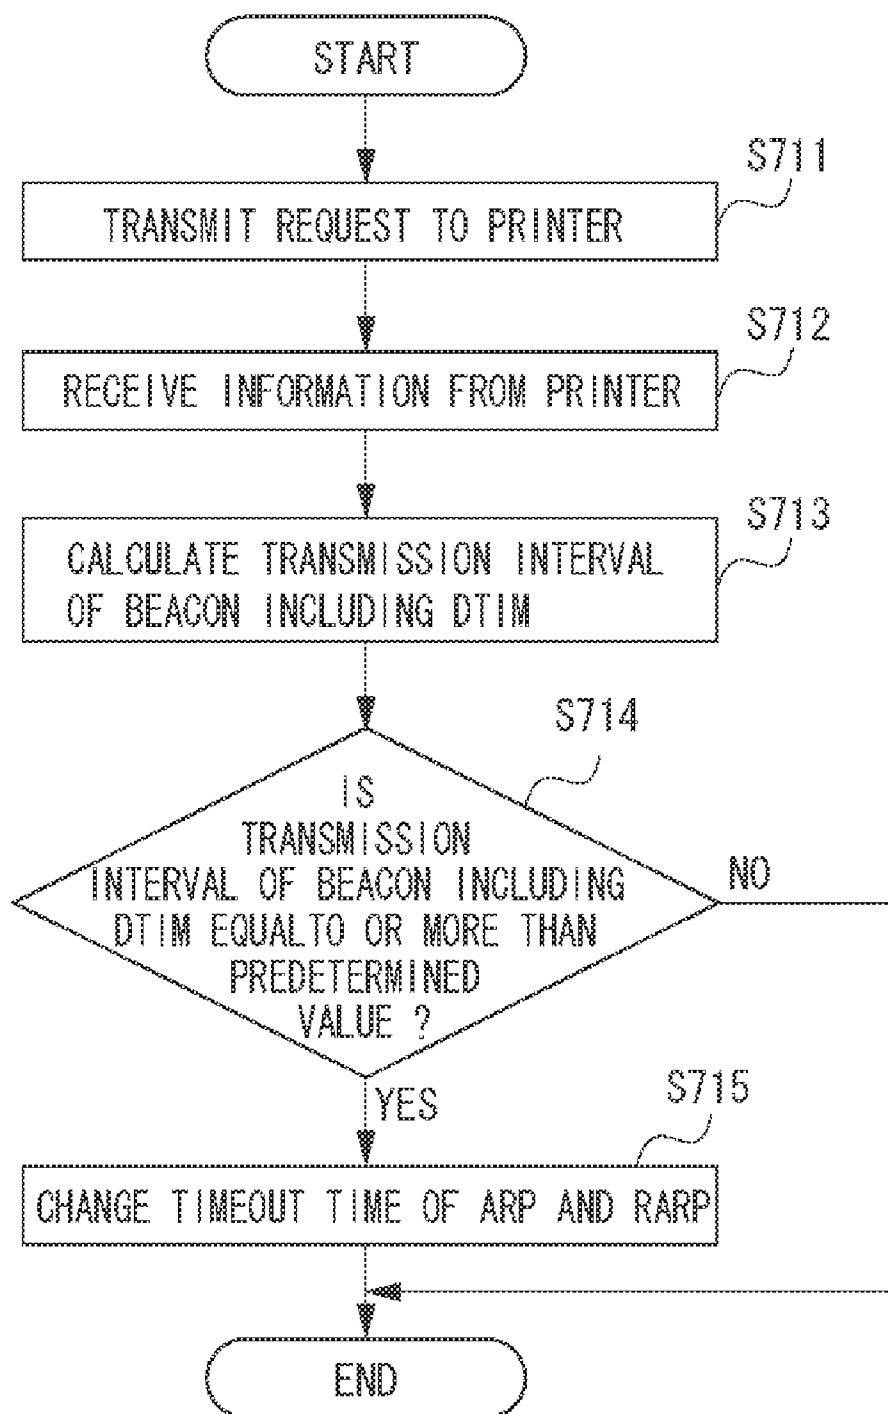 START
S711
TRANSMIT REQUEST TO PRINTER
S712
RECEIVE INFORMATION FROM PRINTER
S713
CALCULATE TRANSMISSION INTERVAL
OF BEACON INCLUDING DTIM
S714
IS
TRANSMISSION
INTERVAL OF BEACON INCLUDING
DTIM EQUALTO OR MORE THAN
PREDETERMINED
VALUE ?
NO
YES
S715
CHANGE TIMEOUT TIME OF ARP AND RARP
END